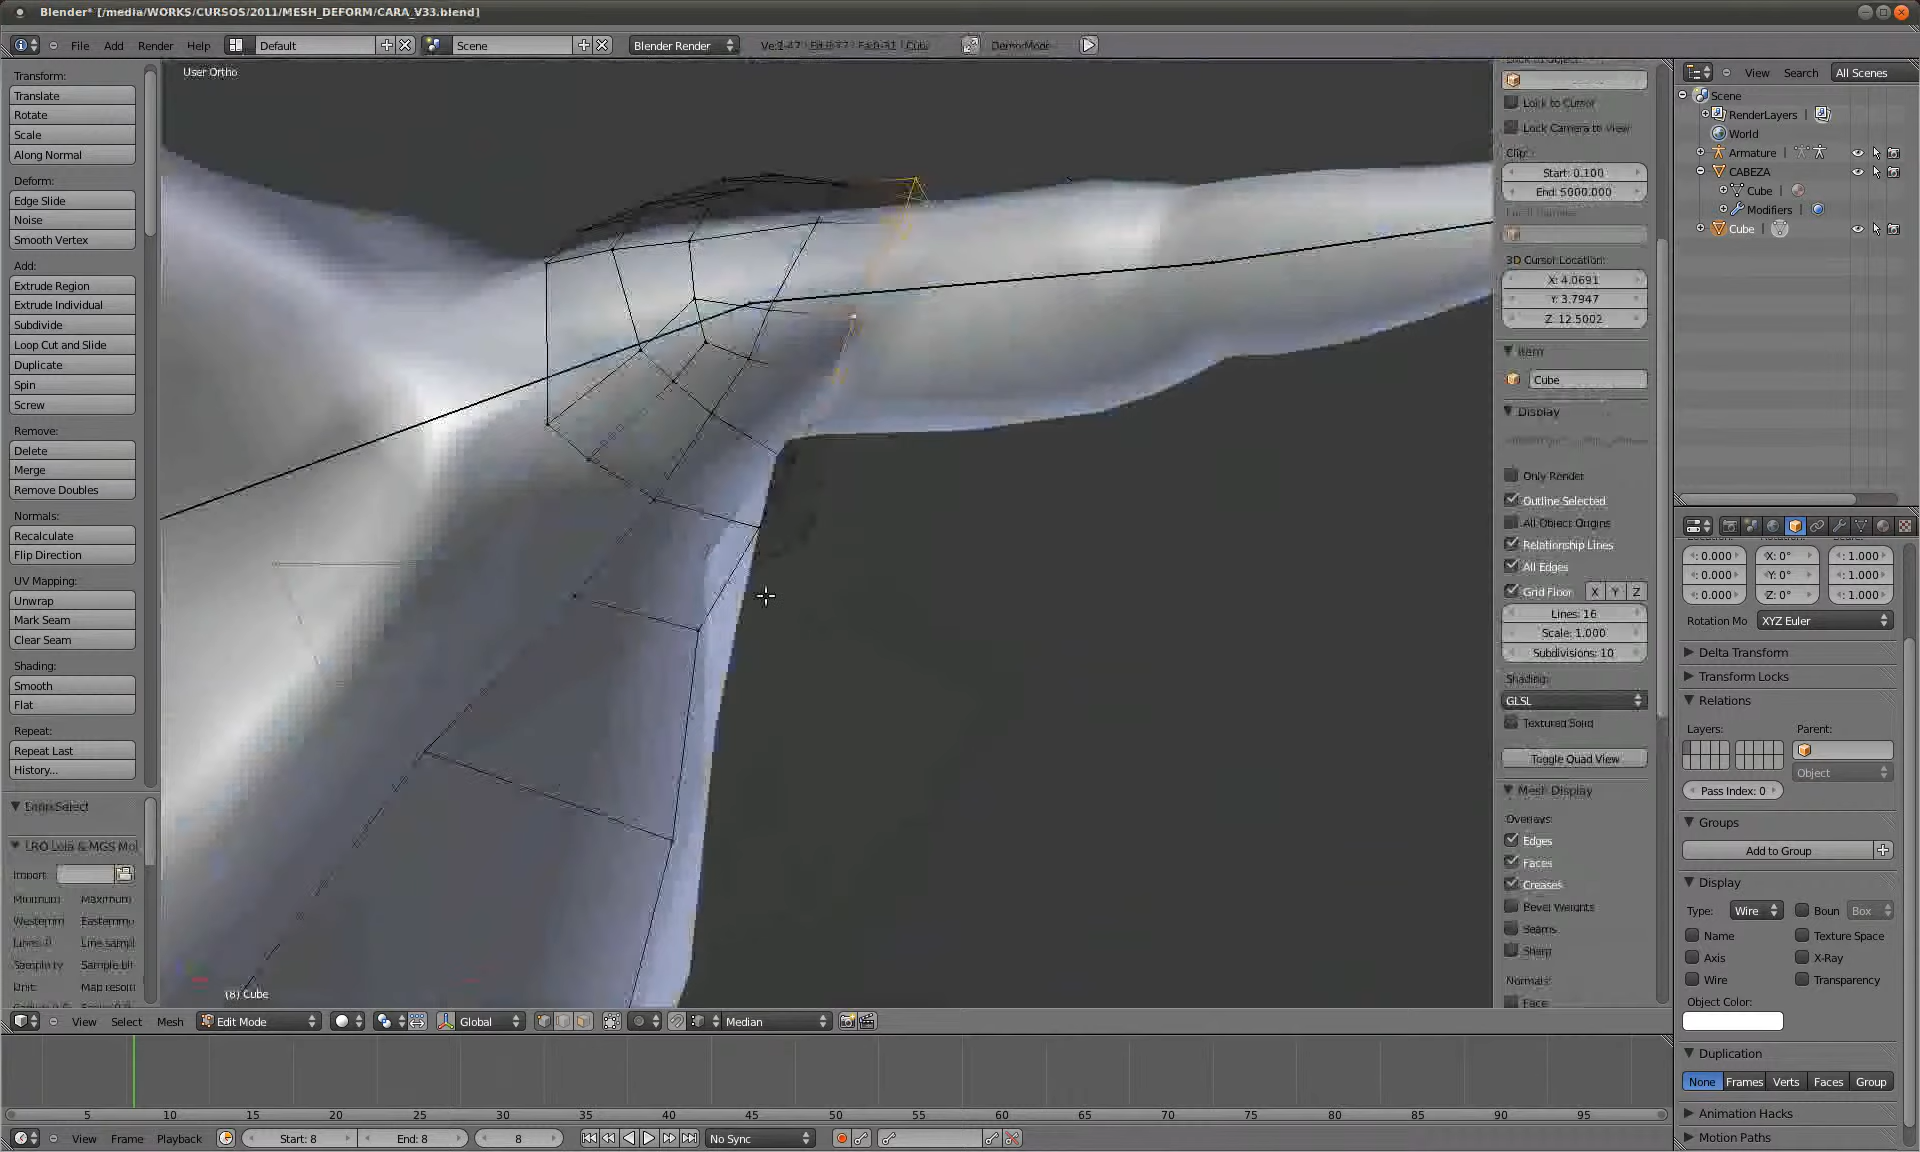 Blender* [/media/WORKS/CURSOS/2011/MESH_DEFORM/CARA_V33.blend]
File Add Render Help Default Scene Blender Render
User Ortho
Transform:
Translate
Rotate
Scale
Along Normal
Deform:
Edge Slide
Noise
Smooth Vertex
Add:
Extrude Region
Extrude Individual
Subdivide
Loop Cut and Slide
Duplicate
Spin
Screw
Remove:
Delete
Merge
Remove Doubles
Normals:
Recalculate
Flip Direction
UV Mapping:
Unwrap
Mark Seam
Clear Seam
Shading:
Smooth
Flat
Repeat:
Repeat Last
History...
Import
Minimum Maximum
Lock to Cursor
Lock Camera to View
Clip:
Start: 0.100
End: 5000.000
3D Cursor Location:
X: 4.0691
Y: 3.7947
Z: 12.5002
Item
Cube
Display
Only Render
Outline Selected
All Object Origins
Relationship Lines
All Edges
Grid Floor X Y Z
Lines: 16
Scale: 1.000
Subdivisions: 10
Shading:
GLSL
Textured Solid
Toggle Quad View
Mesh Display
Overlays:
Edges
Faces
Creases
Bevel Weights
Seams
Sharp
Normals:
Face
View Search All Scenes
Scene
RenderLayers |
World
Armature |
CABEZA
Cube |
Modifiers |
Cube |
: 0.000 X: 0° : 1.000
: 0.000 Y: 0° : 1.000
: 0.000 Z: 0° : 1.000
Rotation Mo XYZ Euler
Delta Transform
Transform Locks
Relations
Layers: Parent:
Object
Pass Index: 0
Groups
Add to Group
Display
Type: Wire Boun Box
Name Texture Space
Axis X-Ray
Wire Transparency
Object Color:
Duplication
None Frames Verts Faces Group
Animation Hacks
Motion Paths
(8) Cube
View Select Mesh Edit Mode Global Median
5 10 15 20 25 30 35 40 45 50 55 60 65 70 75 80 85 90 95
View Frame Playback Start: 8 End: 8 8 No Sync